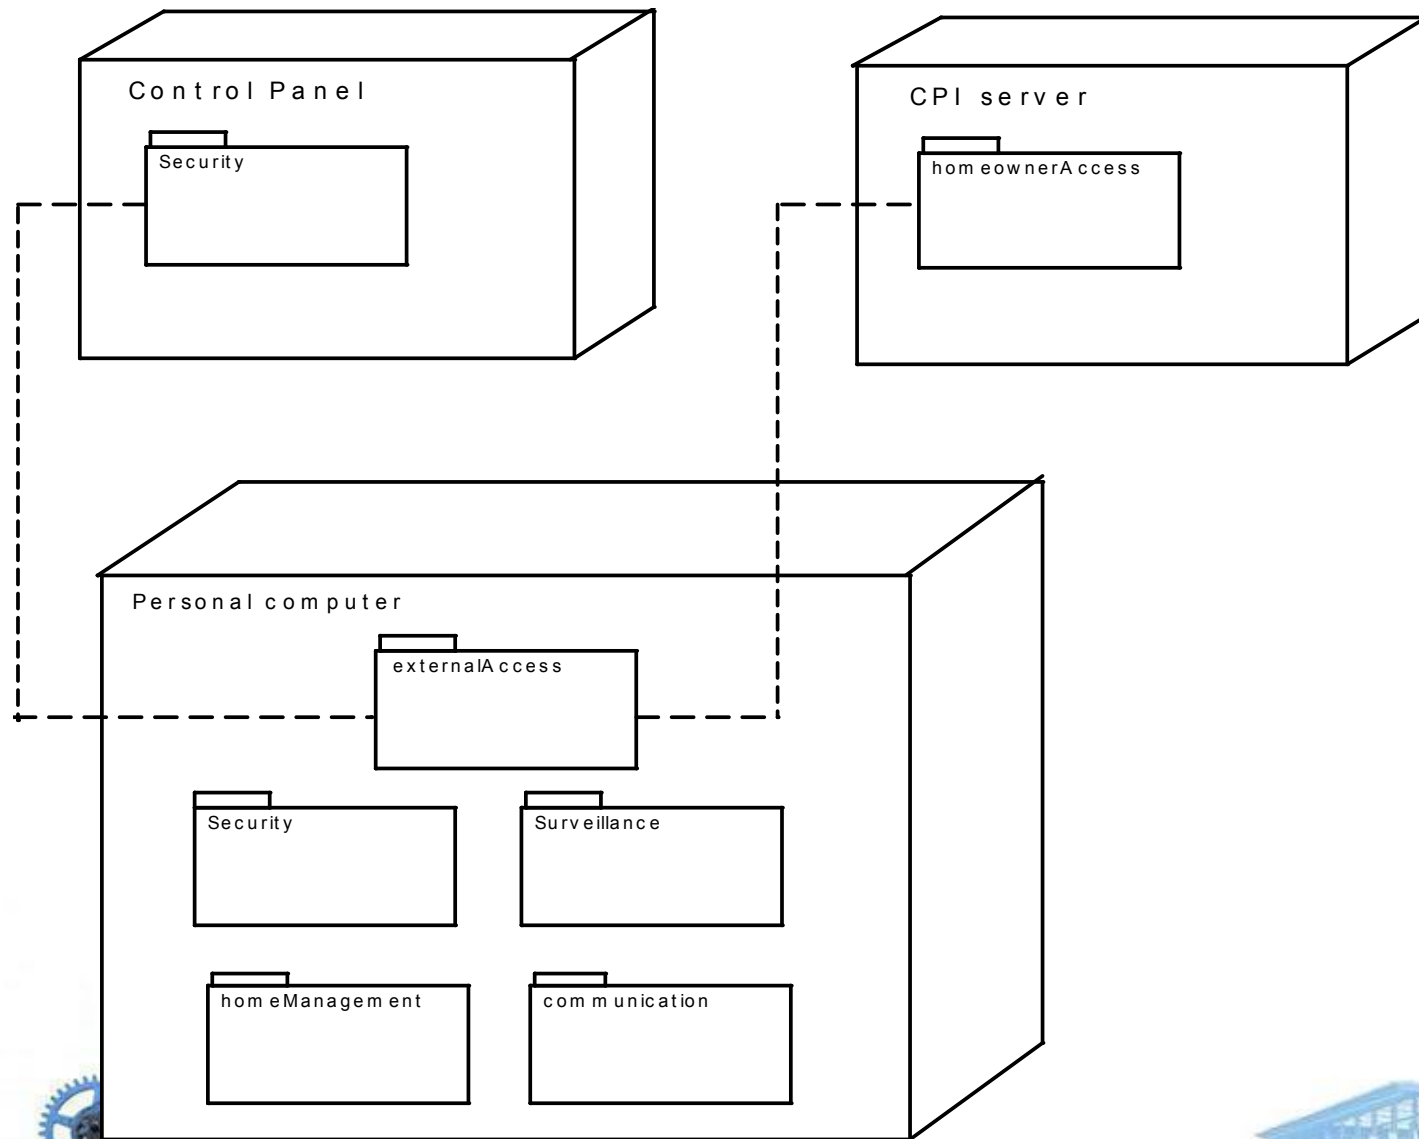 Control Panel
Security
CPI server
homeownerAccess
Personal computer
externalAccess
Security
Surveillance
homeManagement
communication